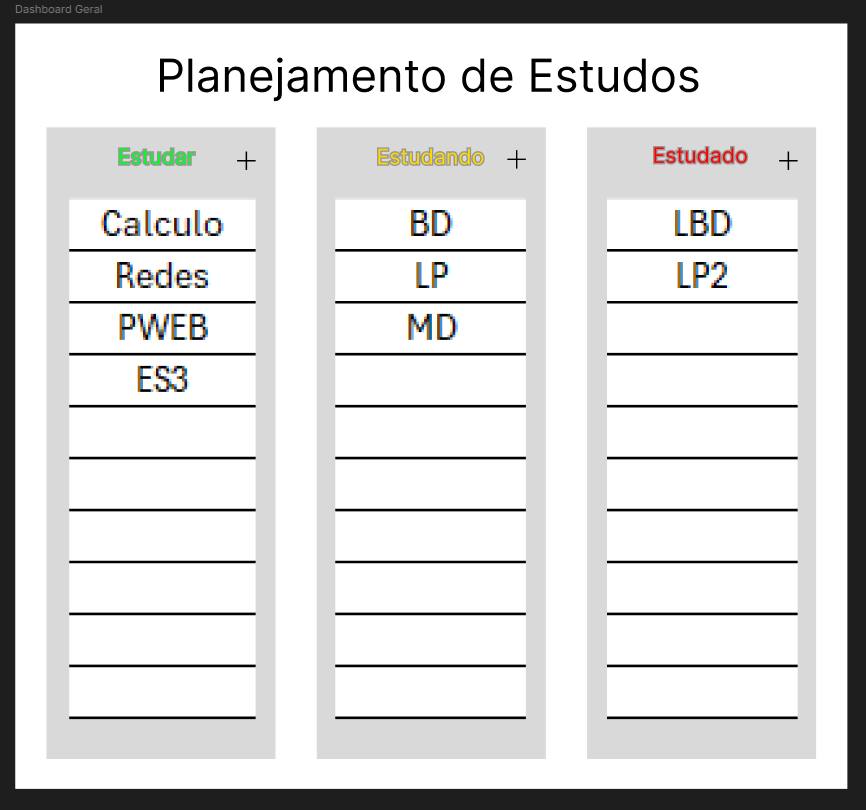 Dashboard Geral
Planejamento de Estudos
Estudar +
Calculo
Redes
PWEB
ES3
Estudando +
BD
LP
MD
Estudado +
LBD
LP2